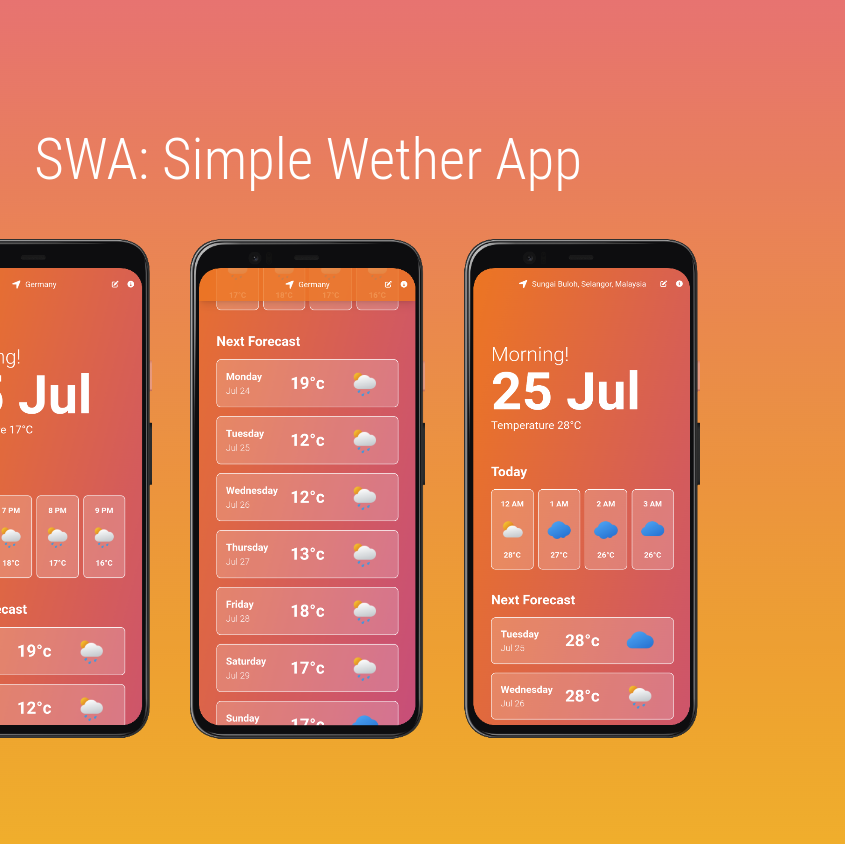 SWA: Simple Wether App
Germany
ng!
5 Jul
e 17°C
7 PM
8 PM
9 PM
18°C
17°C
16°C
ecast
19°c
12°c
Germany
17°C
18°C
17°C
16°C
Next Forecast
Monday
Jul 24
19°c
Tuesday
Jul 25
12°c
Wednesday
Jul 26
12°c
Thursday
Jul 27
13°c
Friday
Jul 28
18°c
Saturday
Jul 29
17°c
Sunday
17°c
Sungai Buloh, Selangor, Malaysia
Morning!
25 Jul
Temperature 28°C
Today
12 AM
1 AM
2 AM
3 AM
28°C
27°C
26°C
26°C
Next Forecast
Tuesday
Jul 25
28°c
Wednesday
Jul 26
28°c